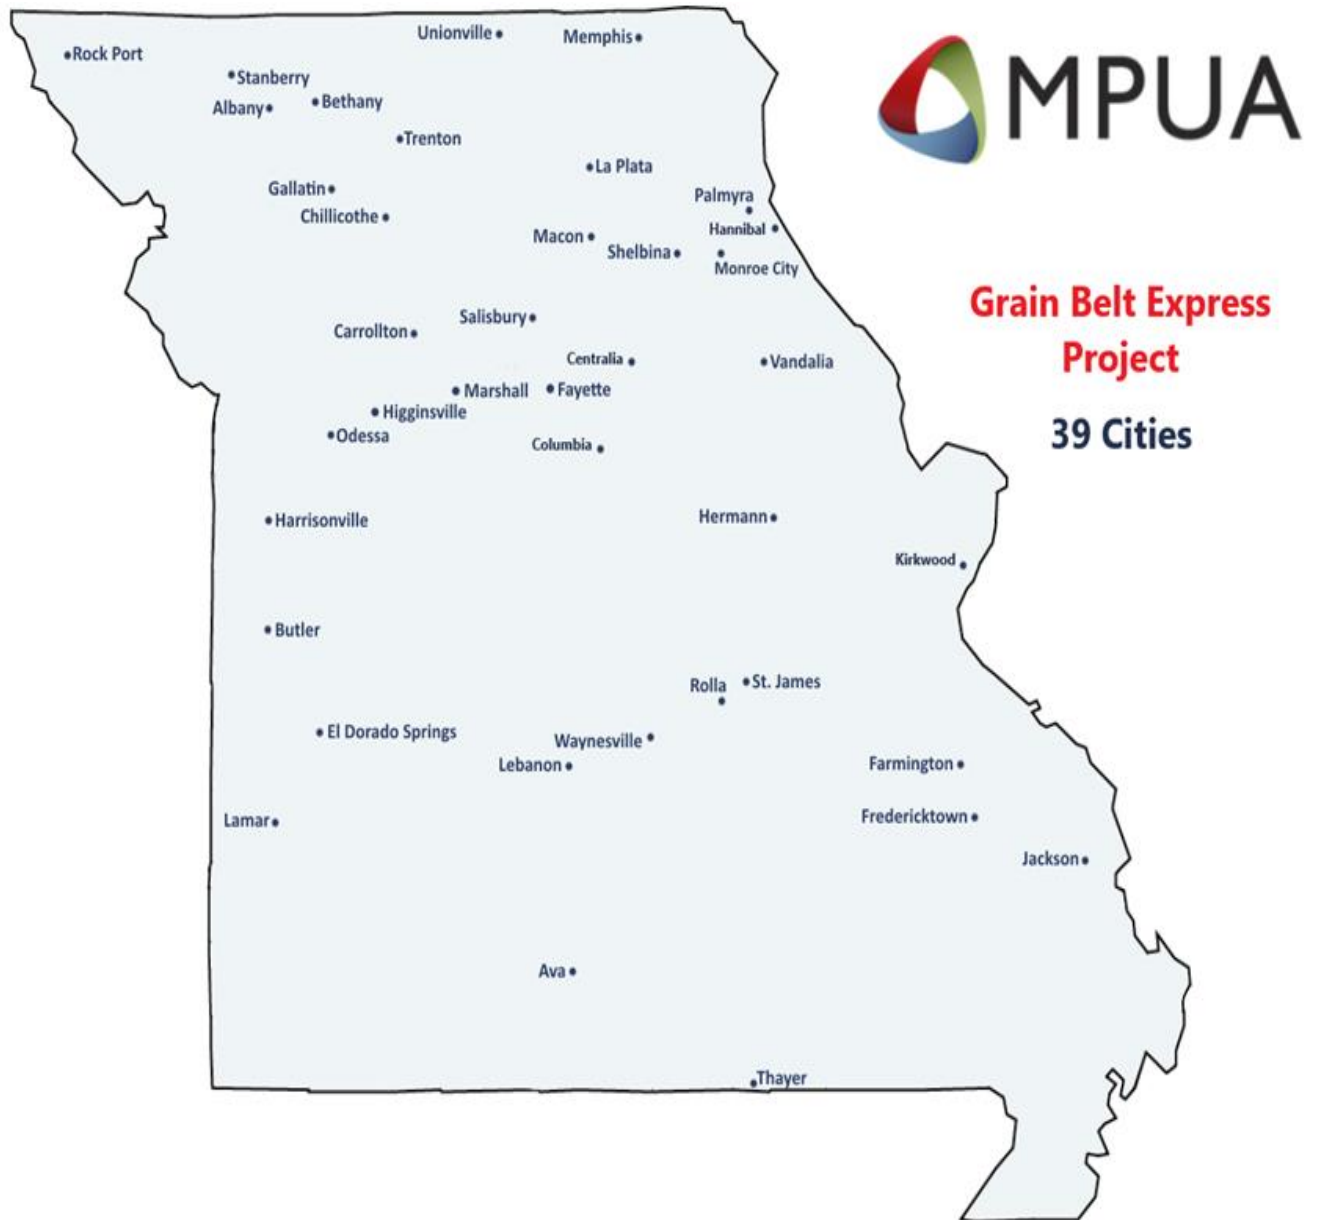 Unionville
Memphis
Rock Port
Stanberry
Albany
Bethany
MPUA
Trenton
La Plata
Gallatin
Palmyra
Chillicothe
Hannibal
Macon
Shelbina
Monroe City
Grain Belt Express
Project
Salisbury
Carrollton
Centralia
Vandalia
Marshall
Fayette
Higginsville
Odessa
39 Cities
Columbia
Harrisonville
Hermann
Kirkwood
Butler
Rolla
St. James
El Dorado Springs
Waynesville
Lebanon
Farmington
Lamar
Fredericktown
Jackson
Ava
Thayer